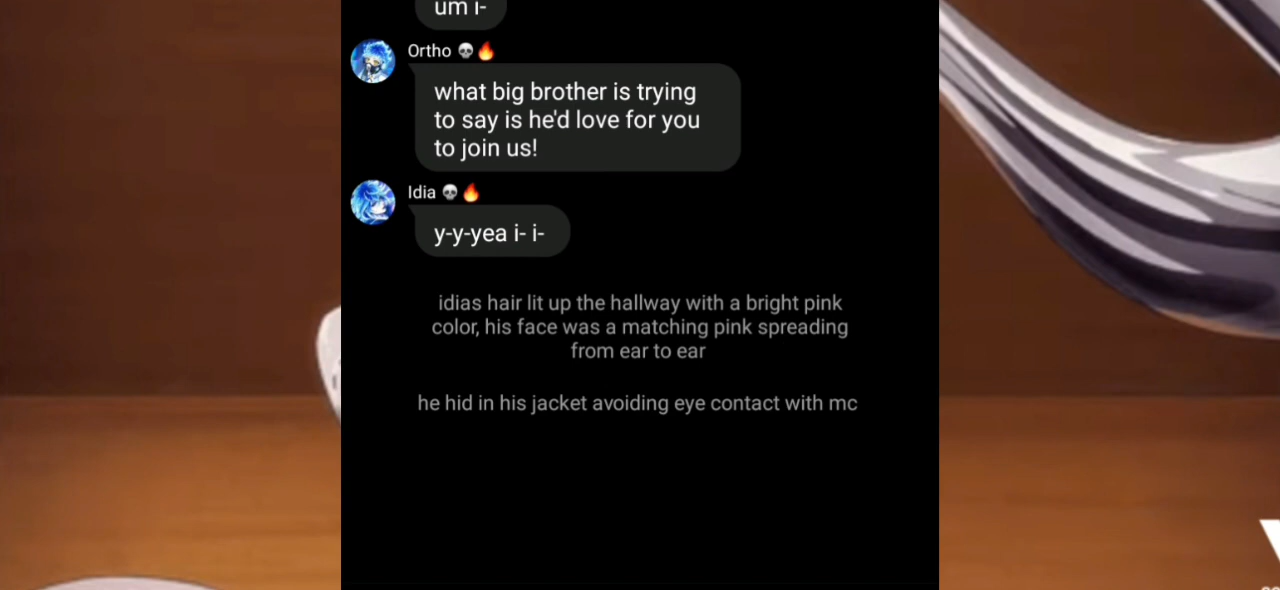 um i-
Ortho 💀🔥
what big brother is trying
to say is he'd love for you
to join us!
Idia 💀🔥
y-y-yea i- i-
idias hair lit up the hallway with a bright pink
color, his face was a matching pink spreading
from ear to ear
he hid in his jacket avoiding eye contact with mc